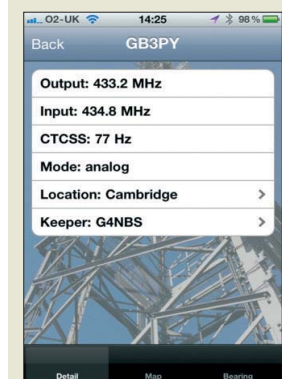 O2-UK 14:25 98%
Back GB3PY
Output: 433.2 MHz
Input: 434.8 MHz
CTCSS: 77 Hz
Mode: analog
Location: Cambridge
Keeper: G4NBS
Detail Map Bearing